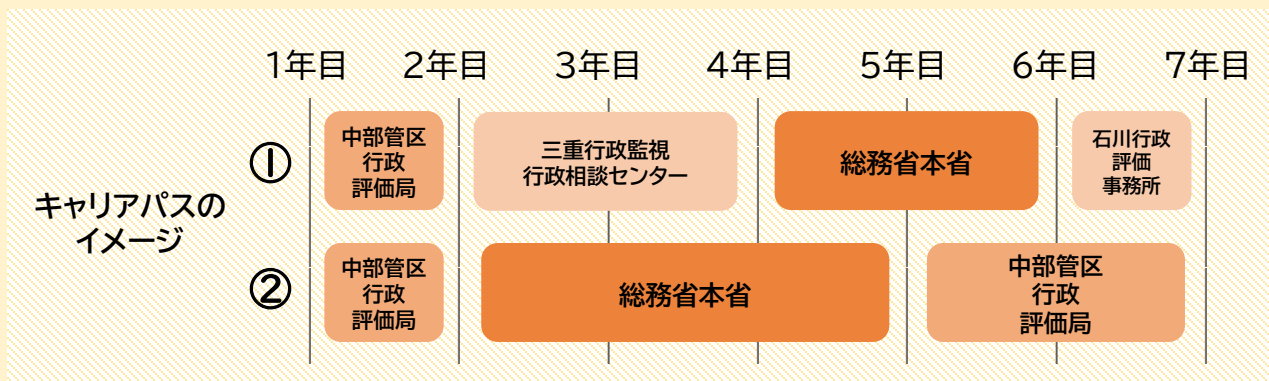 1年目 2年目 3年目 4年目 5年目 6年目 7年目
キャリアパスの
イメージ
①
中部管区
行政
評価局
三重行政監視
行政相談センター
総務省本省
石川行政
評価
事務所
②
中部管区
行政
評価局
総務省本省
中部管区
行政
評価局